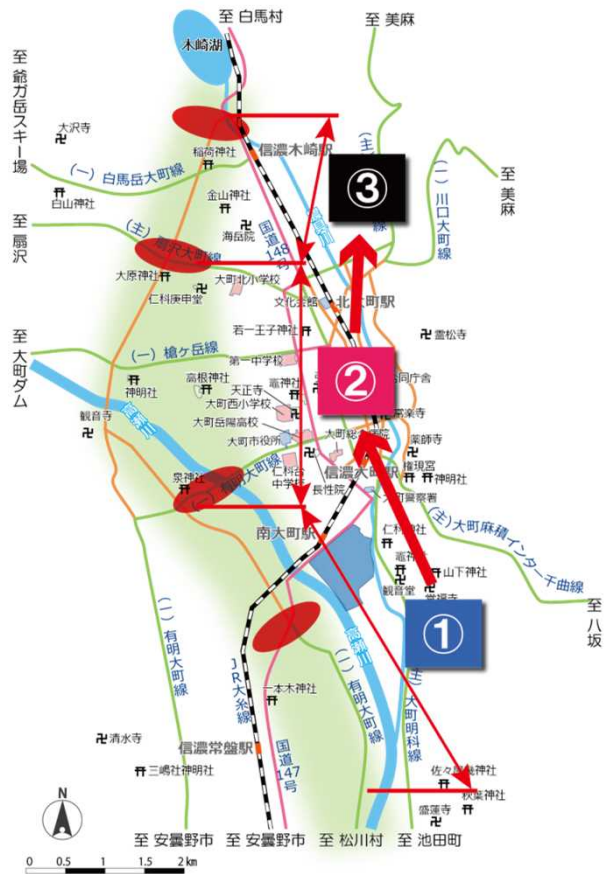 至 白馬村
至 美麻
木崎湖
至 爺ガ岳スキー場
大沢寺
稲荷神社
信濃木崎駅
(一)白馬岳大町線
白山神社
金山神社
海岳院
国道148号
③
(一)川口大町線
至 美麻
至 扇沢
大原神社
仁科庚申堂
大町北小学校
文化会館
北大町駅
若一王子神社
霊松寺
至 大町ダム
(一)槍ヶ岳線
第一中学校
②
神明社
高根神社
竈神社
天正寺
大町西小学校
観音寺
大町岳陽高校
大町市役所
薬師寺
泉神社
仁科台中学校
長性院
信濃大町駅
権現宮
神明社
大町警察署
南大町駅
(主)大町麻績インター千曲線
山下神社
観音堂
至 八坂
①
高瀬川
(一)有明大町線
JR大糸線
(一)有明大町線
大町明科線
一本木神社
清水寺
信濃常盤駅
国道147号
三嶋社神明社
秋葉神社
盛蓮寺
N
至 安曇野市
至 安曇野市
至 松川村
至 池田町
0 0.5 1 1.5 2km